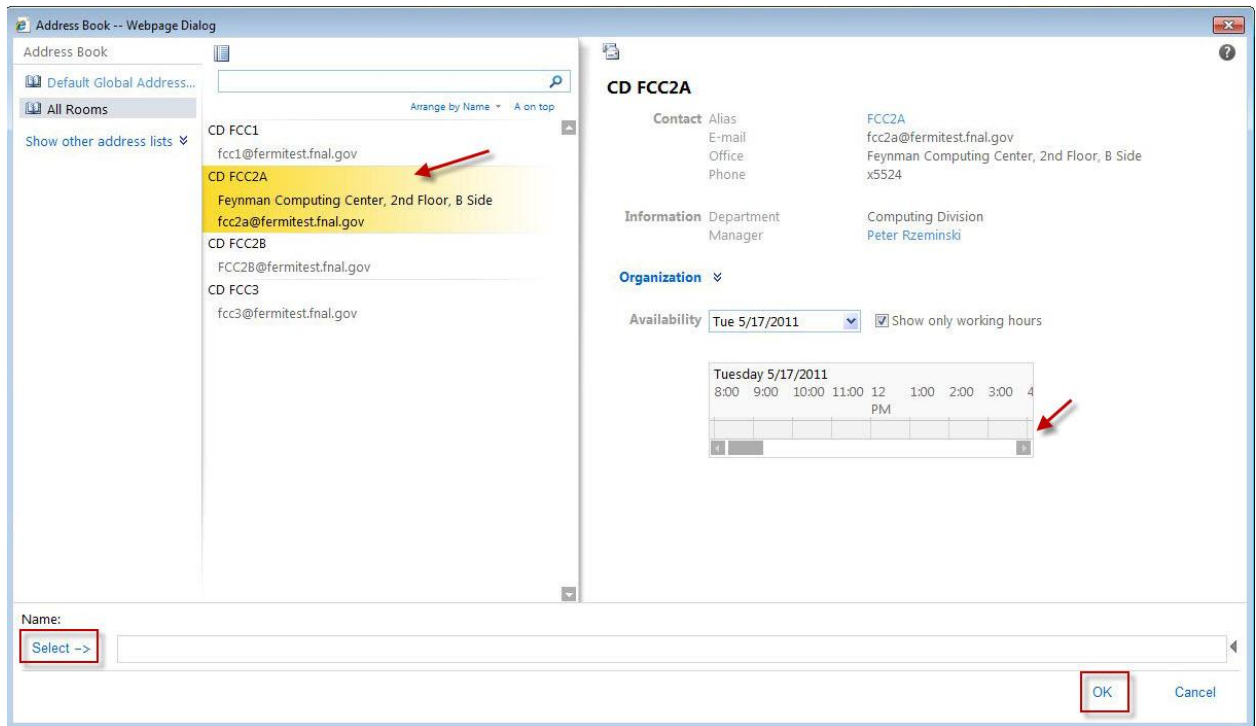 Address Book -- Webpage Dialog
Address Book
Default Global Address...
All Rooms
Show other address lists
Arrange by Name A on top
CD FCC1
fcc1@fermitest.fnal.gov
CD FCC2A
Feynman Computing Center, 2nd Floor, B Side
fcc2a@fermitest.fnal.gov
CD FCC2B
FCC2B@fermitest.fnal.gov
CD FCC3
fcc3@fermitest.fnal.gov
CD FCC2A
Contact Alias FCC2A
E-mail fcc2a@fermitest.fnal.gov
Office Feynman Computing Center, 2nd Floor, B Side
Phone x5524
Information Department Computing Division
Manager Peter Rzeminski
Organization
Availability Tue 5/17/2011 Show only working hours
Tuesday 5/17/2011
8:00 9:00 10:00 11:00 12 1:00 2:00 3:00 4
PM
Name:
Select ->
OK Cancel